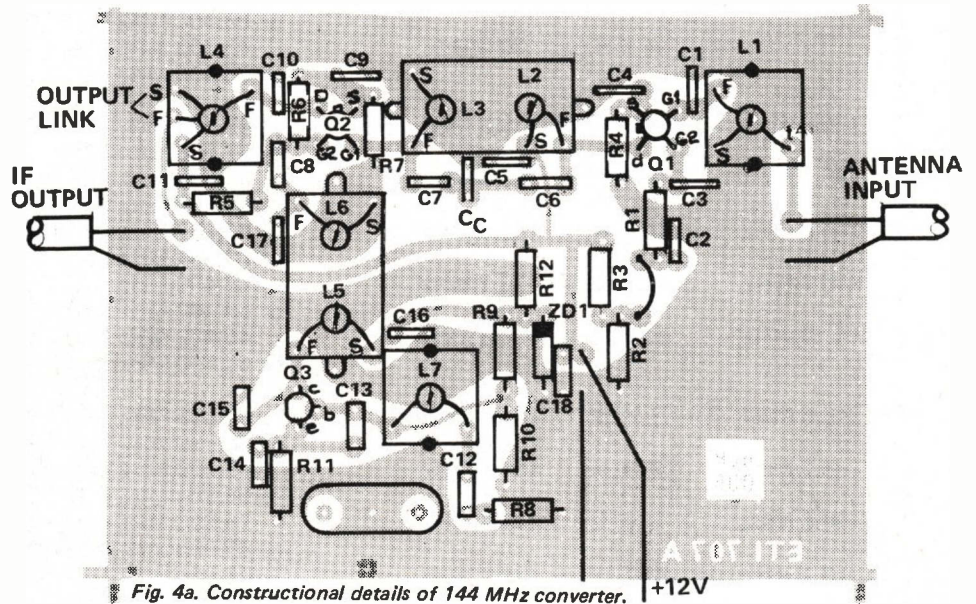 L4
C10
C9
L1
C1
S
F
OUTPUT
LINK
S
F
S
R6
D
S
Q2
G2
G1
R7
S
L3
F
L2
F
S
C4
R4
s
G1
G2
d
Q1
C11
C8
C7
C5
C6
CC
C3
IF
OUTPUT
ANTENNA
INPUT
R5
C17
F
L6
S
R1
C2
R12
R3
L5
F
S
C16
R9
ZD1
R2
Q3
c
b
e
C13
L7
C18
C15
R10
C14
R11
C12
R8
ETI 707A
+12V
Fig. 4a. Constructional details of 144 MHz converter.